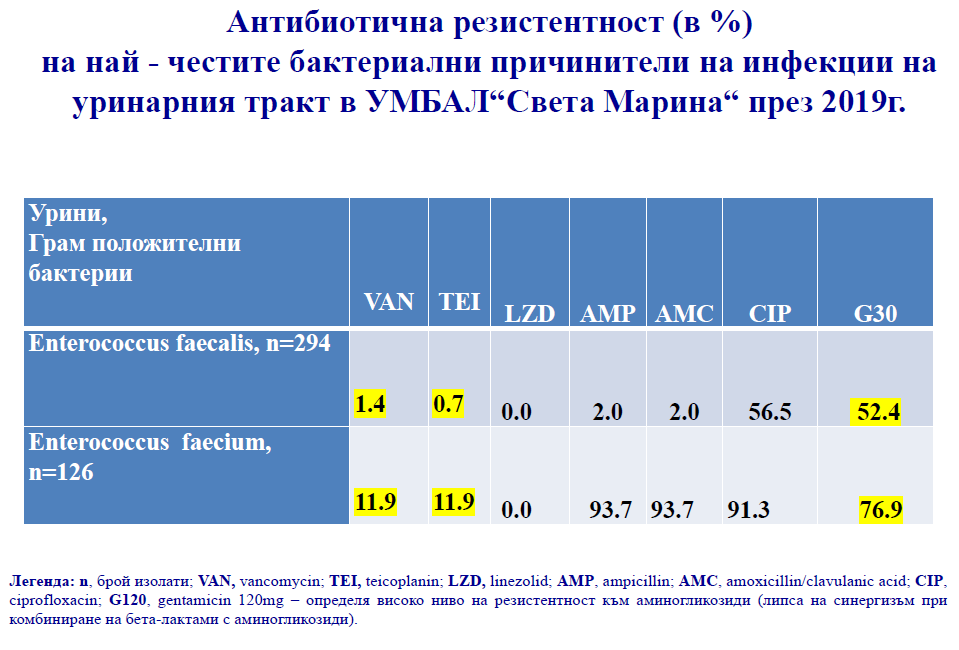 Антибиотична резистентност (в %)
на най - честите бактериални причинители на инфекции на
уринарния тракт в УМБАЛ“Света Марина“ през 2019г.
Урини,
Грам положителни
бактерии
VAN TEI LZD AMP AMC CIP G30
Enterococcus faecalis, n=294
1.4 0.7 0.0 2.0 2.0 56.5 52.4
Enterococcus faecium,
n=126
11.9 11.9 0.0 93.7 93.7 91.3 76.9
Легенда: n, брой изолати; VAN, vancomycin; TEI, teicoplanin; LZD, linezolid; AMP, ampicillin; AMC, amoxicillin/clavulanic acid; CIP,
ciprofloxacin; G120, gentamicin 120mg – определя високо ниво на резистентност към аминогликозиди (липса на синергизъм при
комбиниране на бета-лактами с аминогликозиди).